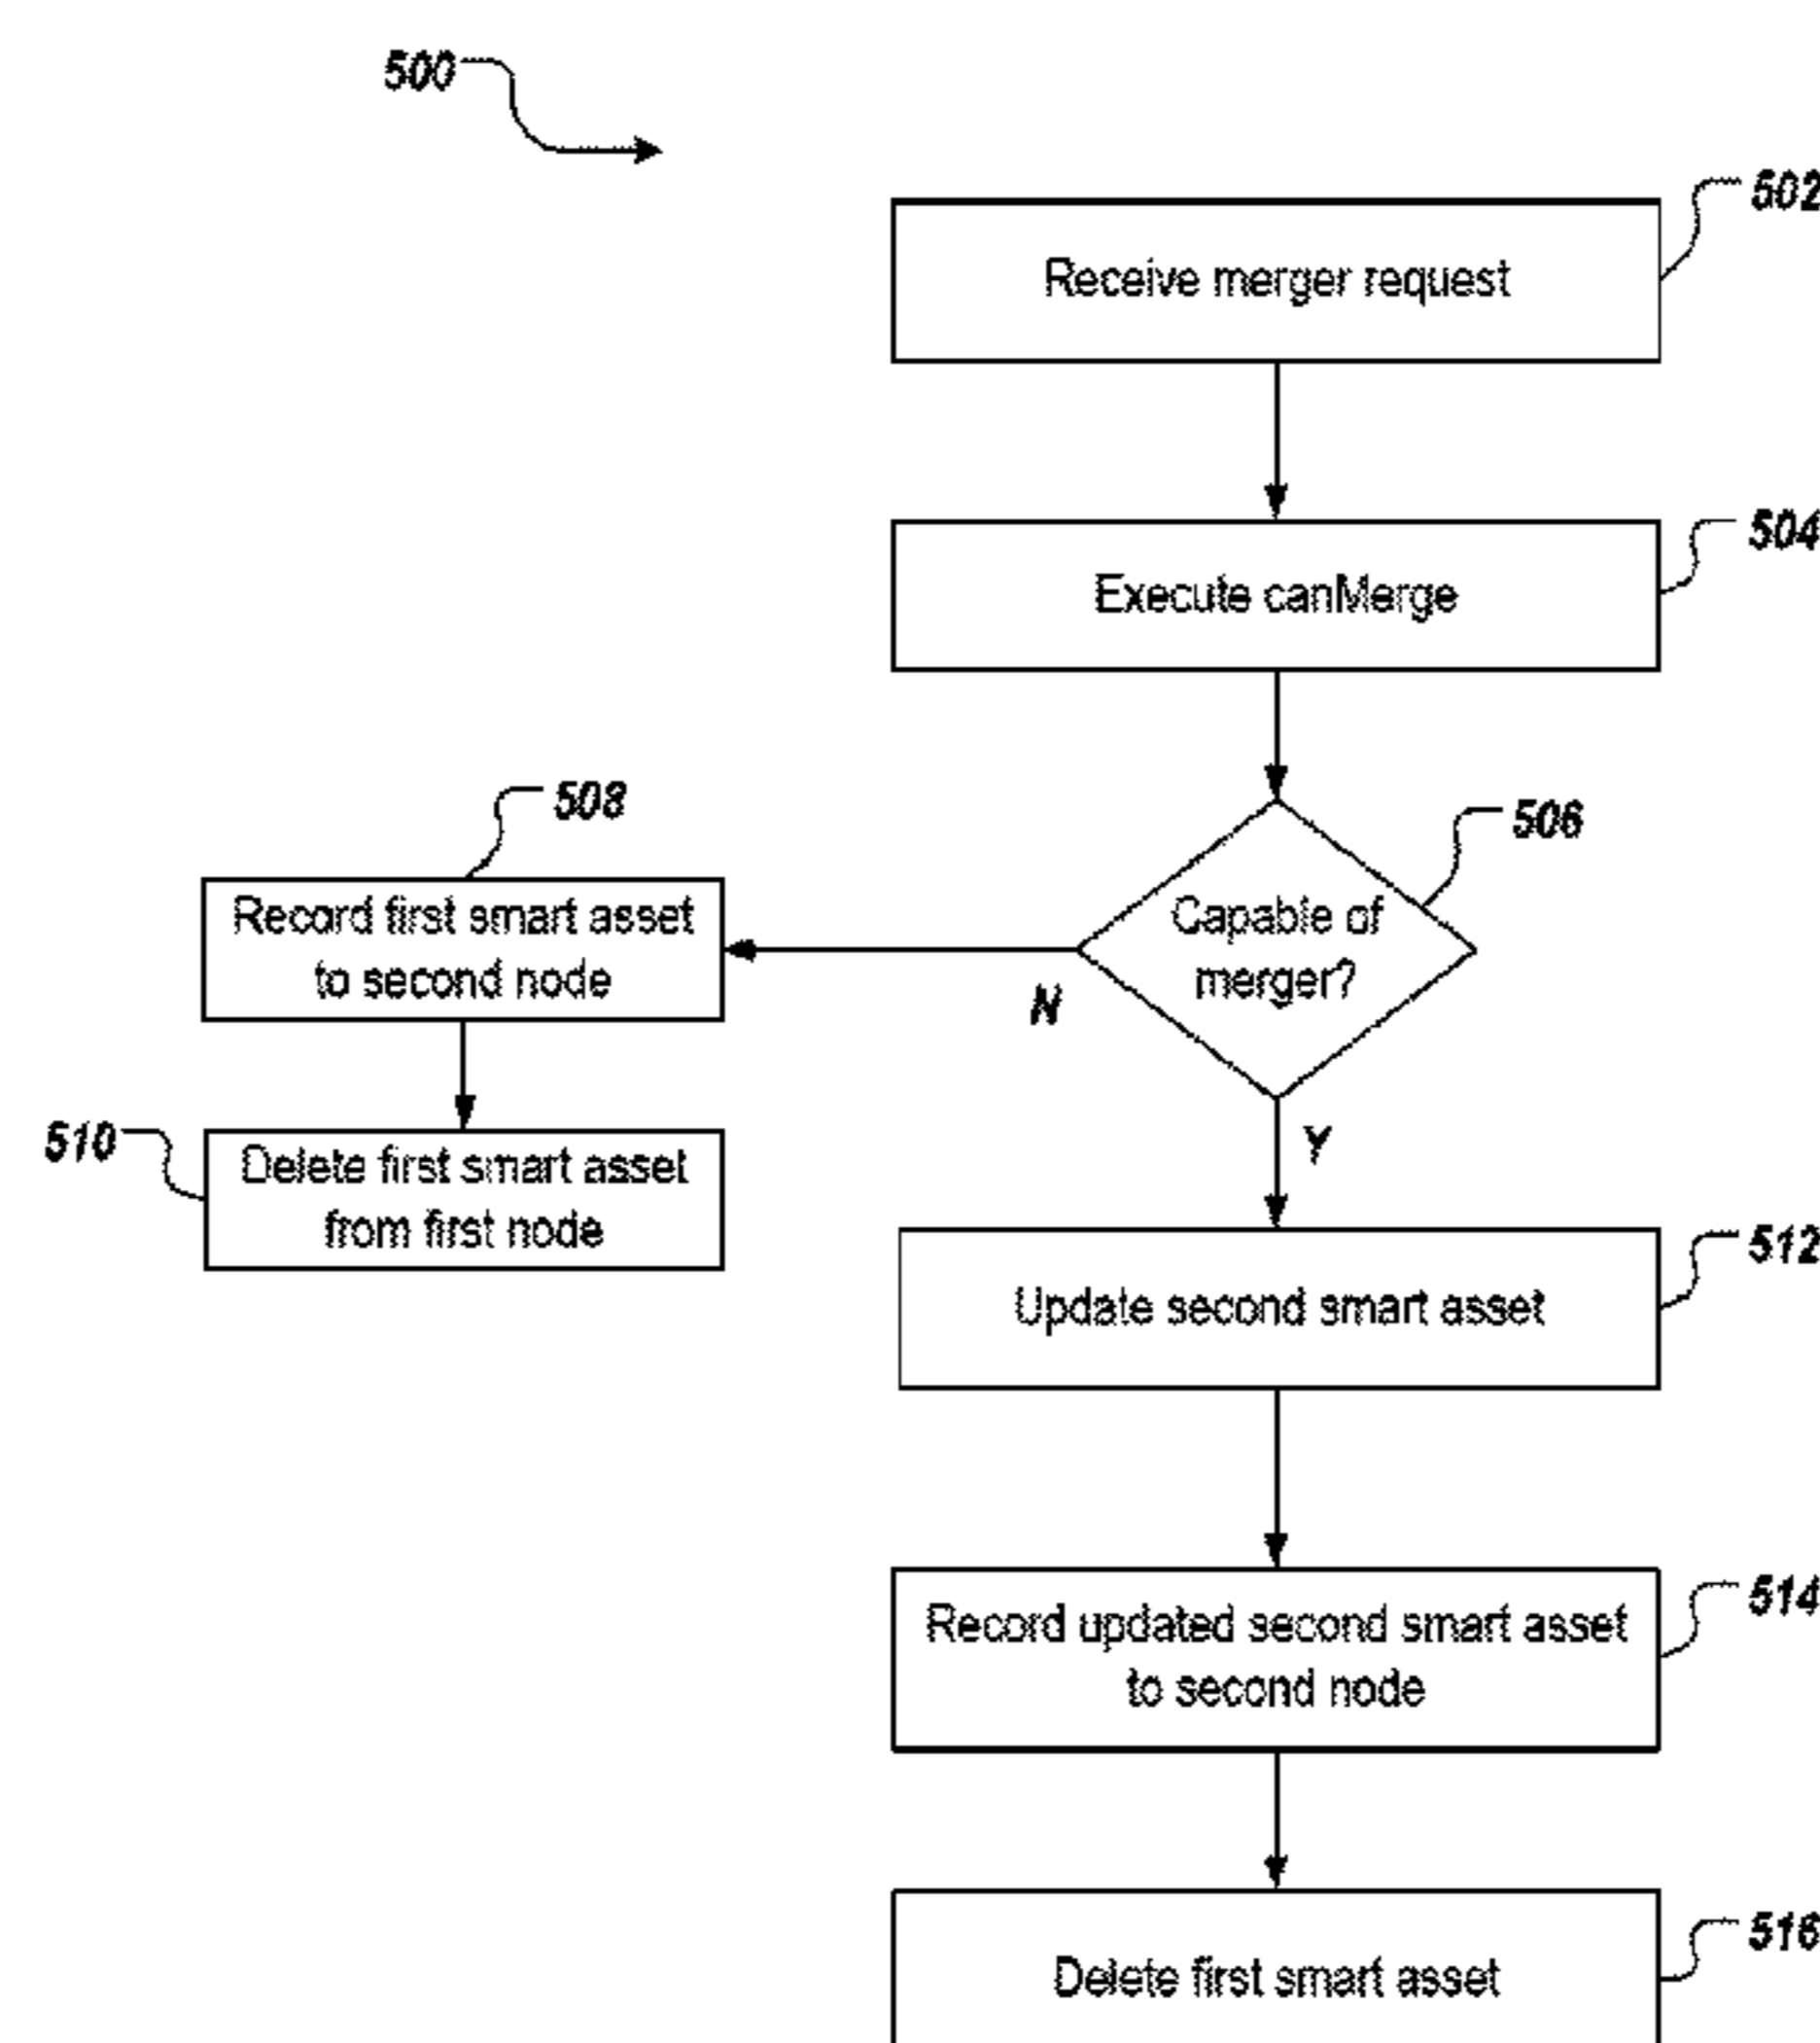 500
502
Receive merger request
504
Execute canMerge
506
Capable of
merger?
N
Y
508
Record first smart asset
to second node
510
Delete first smart asset
from first node
512
Update second smart asset
514
Record updated second smart asset
to second node
516
Delete first smart asset